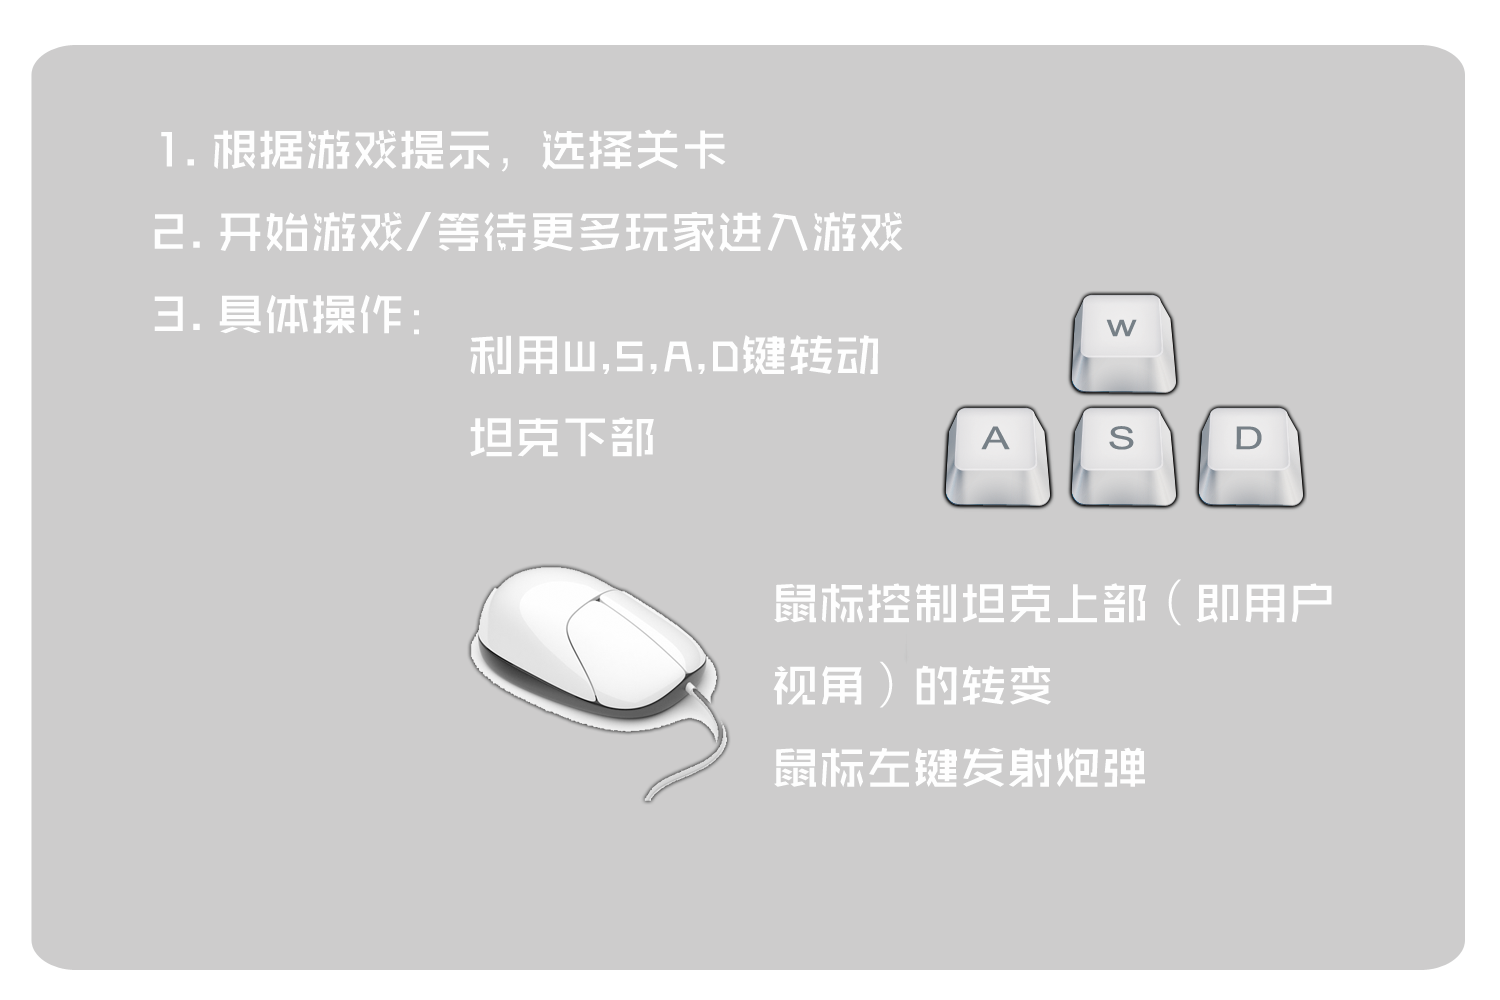 1. 根据游戏提示，选择关卡
2. 开始游戏/等待更多玩家进入游戏
3. 具体操作：
利用W,S,A,D键转动
坦克下部
W
A S D
鼠标控制坦克上部（即用户
视角）的转变
鼠标左键发射炮弹